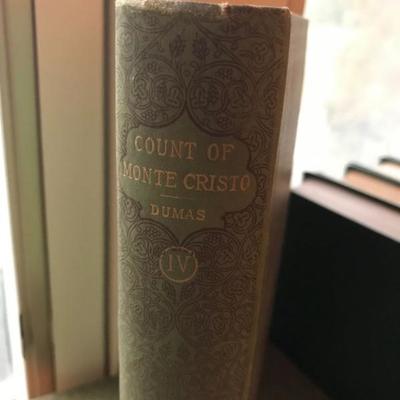 COUNT OF
MONTE CRISTO
DUMAS
IV